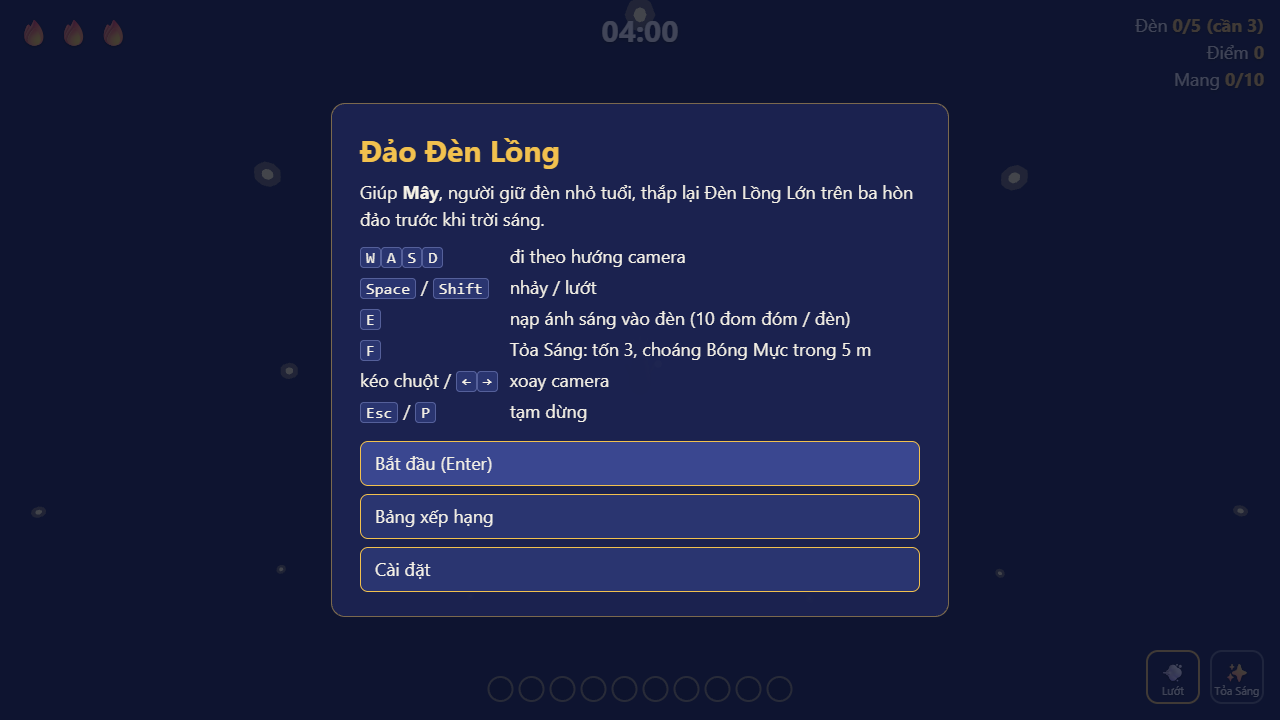 04:00
Đèn 0/5 (cần 3)
Điểm 0
Mang 0/10
Đảo Đèn Lồng
Giúp Mây, người giữ đèn nhỏ tuổi, thắp lại Đèn Lồng Lớn trên ba hòn
đảo trước khi trời sáng.
W A S D đi theo hướng camera
Space / Shift nhảy / lướt
E nạp ánh sáng vào đèn (10 đom đóm / đèn)
F Tỏa Sáng: tốn 3, choáng Bóng Mực trong 5 m
kéo chuột / ← → xoay camera
Esc / P tạm dừng
Bắt đầu (Enter)
Bảng xếp hạng
Cài đặt
Lướt
Tỏa Sáng